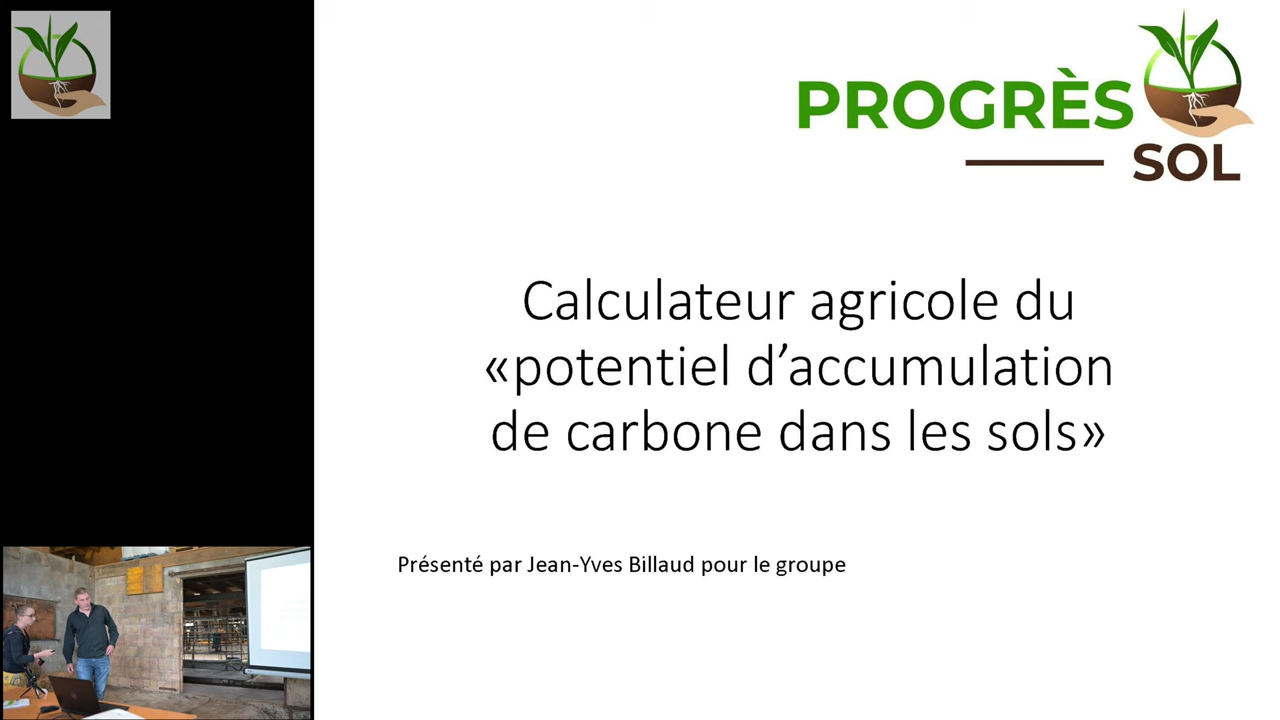 PROGRÈS
SOL
Calculateur agricole du
«potentiel d’accumulation
de carbone dans les sols»
Présenté par Jean-Yves Billaud pour le groupe